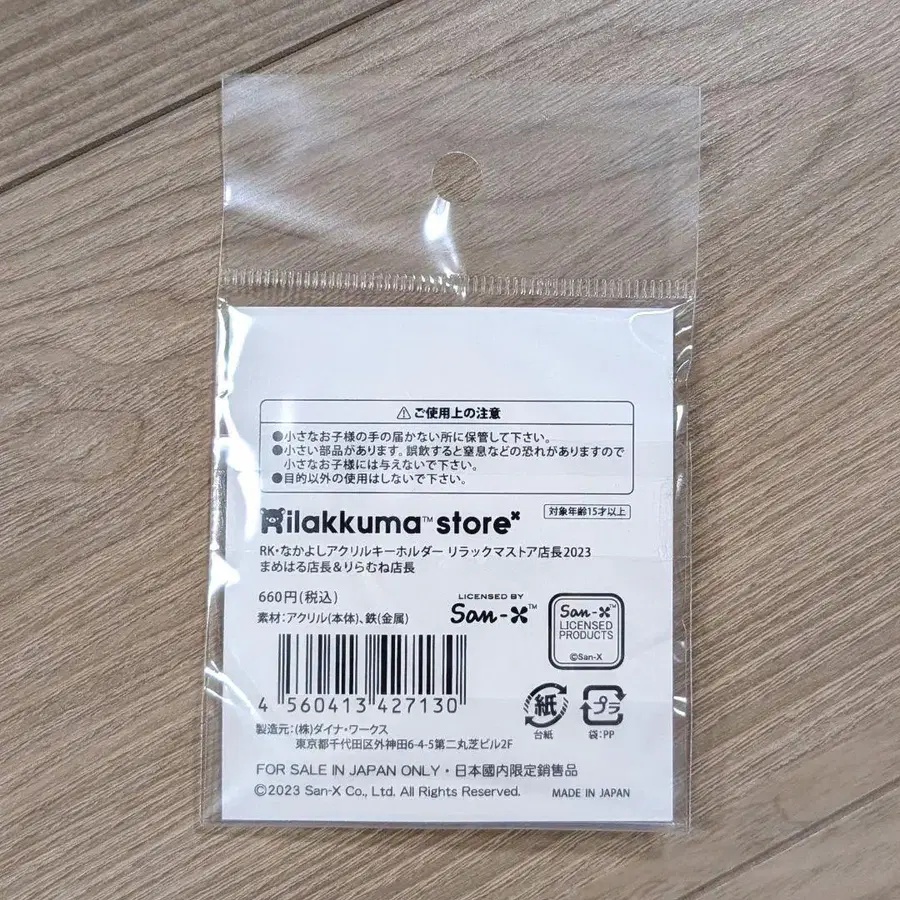 ⚠ご使用上の注意
●小さなお子様の手の届かない所に保管して下さい。
●小さい部品があります。誤飲すると窒息などの恐れがありますので
小さなお子様には与えないで下さい。
●目的以外の使用はしないで下さい。
Rilakkuma™ store
対象年齢15才以上
RK・なかよしアクリルキーホルダー リラックマストア店長2023
まめはる店長＆りらむね店長
660円(税込)
素材：アクリル(本体)、鉄(金属)
LICENSED BY
San-x™
San-x™
LICENSED
PRODUCTS
©San-X
4 560413 427130
紙
台紙
プラ
袋：PP
製造元：(株)ダイナ・ワークス
東京都千代田区外神田6-4-5第二丸芝ビル2F
FOR SALE IN JAPAN ONLY・日本國内限定銷售品
©2023 San-X Co., Ltd. All Rights Reserved.
MADE IN JAPAN